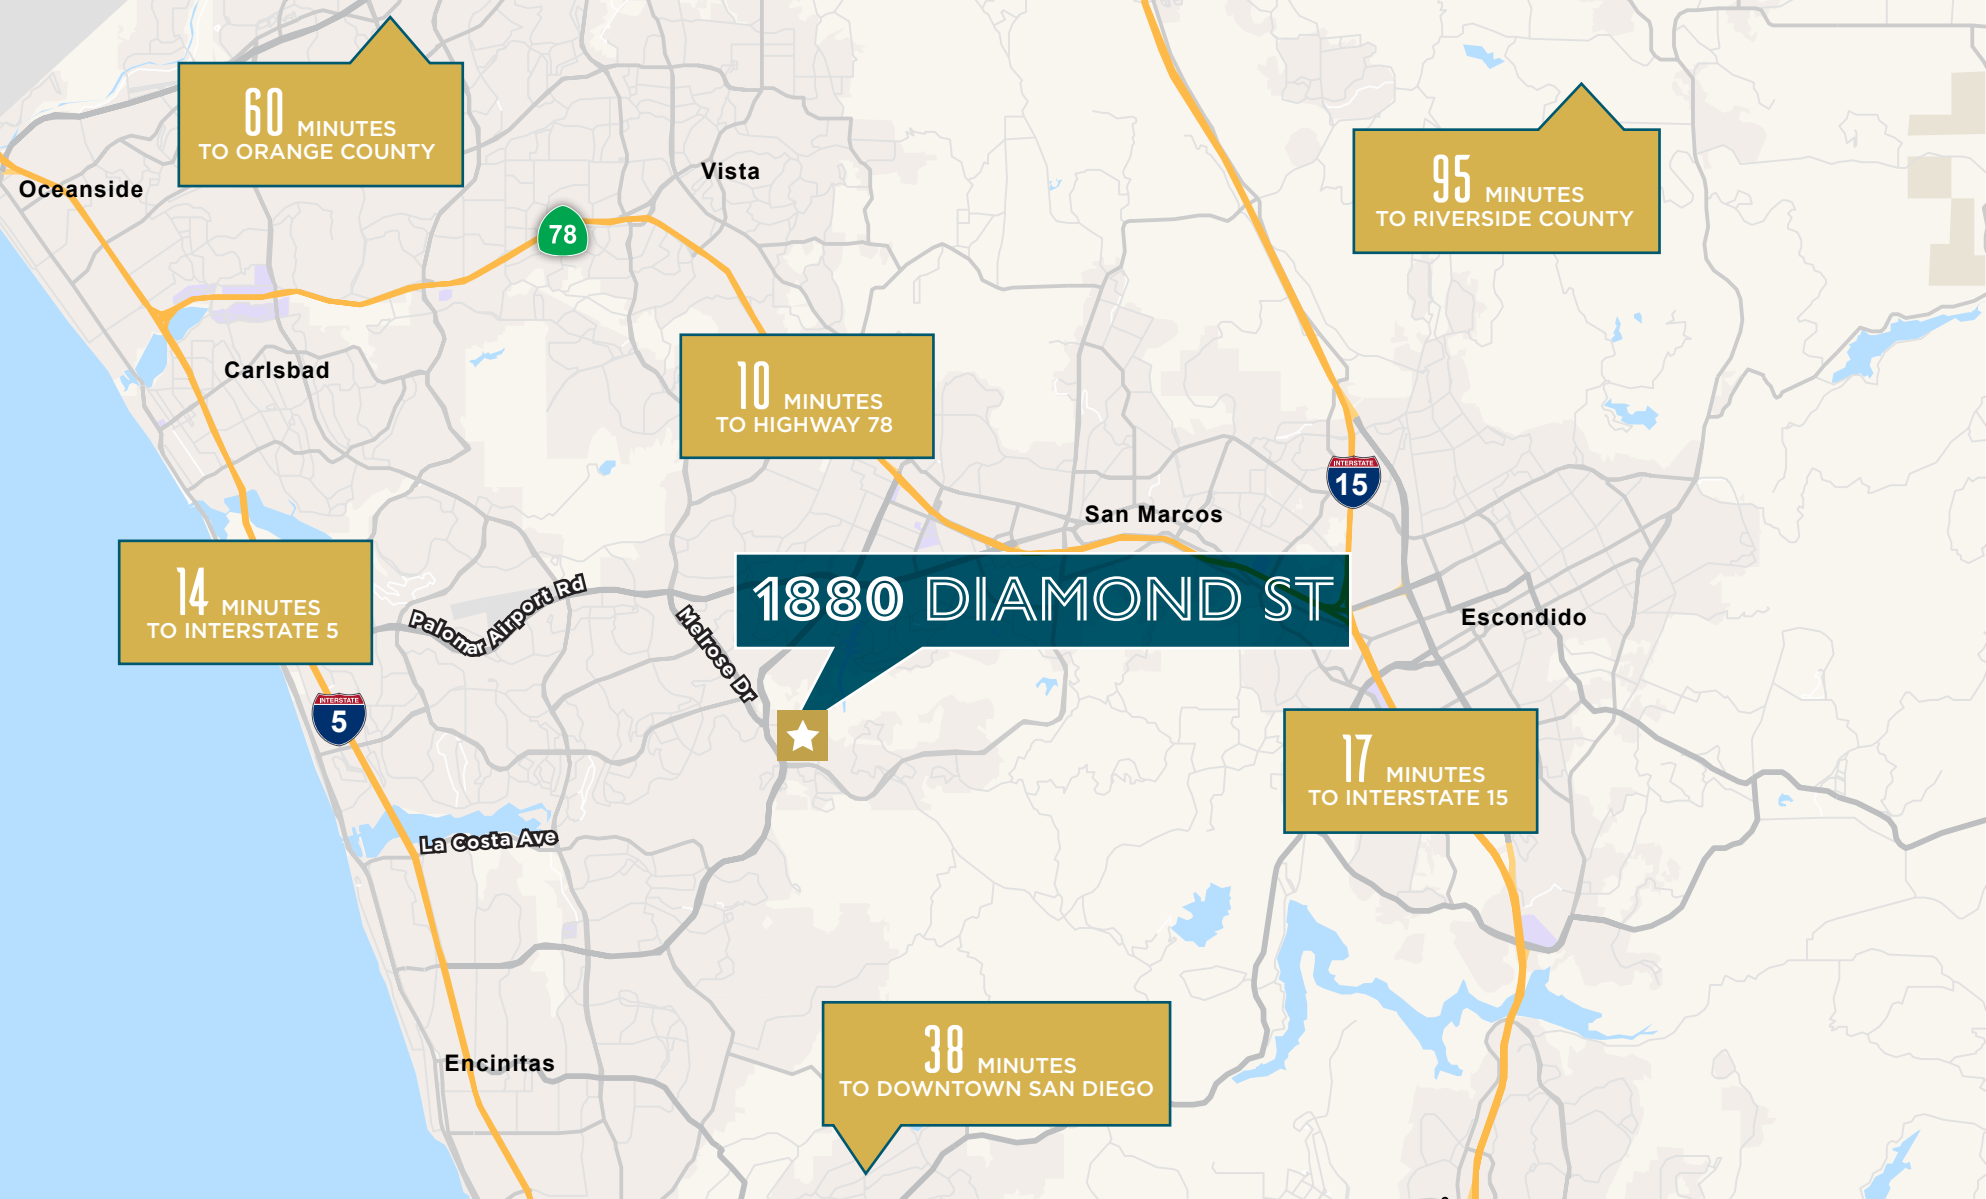 60 MINUTES
TO ORANGE COUNTY
95 MINUTES
TO RIVERSIDE COUNTY
Vista
Oceanside
78
Carlsbad
10 MINUTES
TO HIGHWAY 78
INTERSTATE
15
San Marcos
14 MINUTES
TO INTERSTATE 5
Palomar Airport Rd
Melrose Dr
1880 DIAMOND ST
Escondido
INTERSTATE
5
17 MINUTES
TO INTERSTATE 15
La Costa Ave
Encinitas
38 MINUTES
TO DOWNTOWN SAN DIEGO